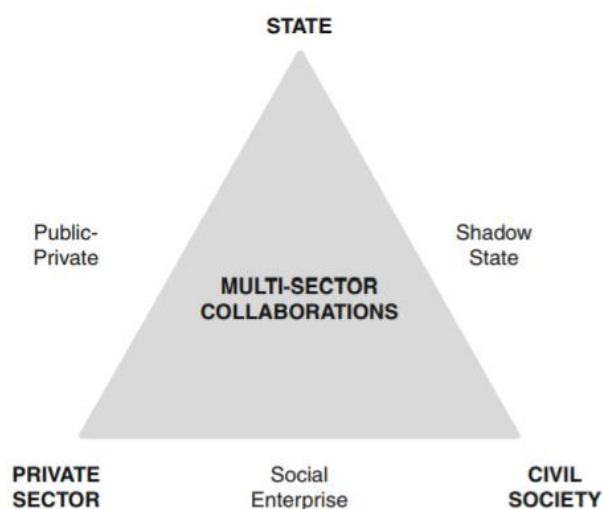 STATE
Public-
Private
Shadow
State
MULTI-SECTOR
COLLABORATIONS
PRIVATE
SECTOR
Social
Enterprise
CIVIL
SOCIETY